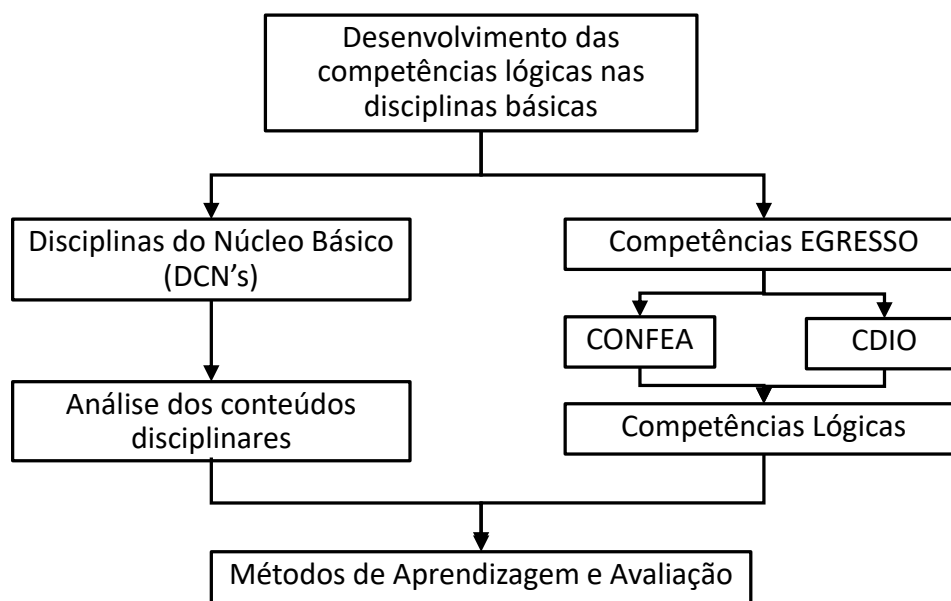 Desenvolvimento das
competências lógicas nas
disciplinas básicas
Disciplinas do Núcleo Básico
(DCN's)
Competências EGRESSO
CONFEA
CDIO
Análise dos conteúdos
disciplinares
Competências Lógicas
Métodos de Aprendizagem e Avaliação